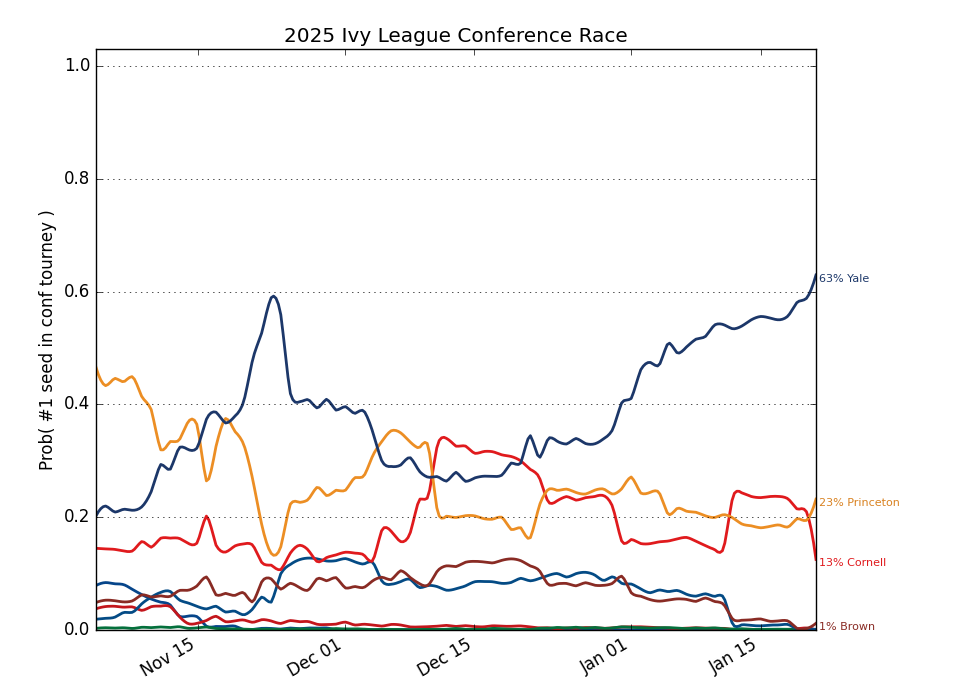 2025 Ivy League Conference Race
Prob( #1 seed in conf tourney )
1.0
0.8
0.6
0.4
0.2
0.0
Nov 15
Dec 01
Dec 15
Jan 01
Jan 15
63% Yale
23% Princeton
13% Cornell
1% Brown